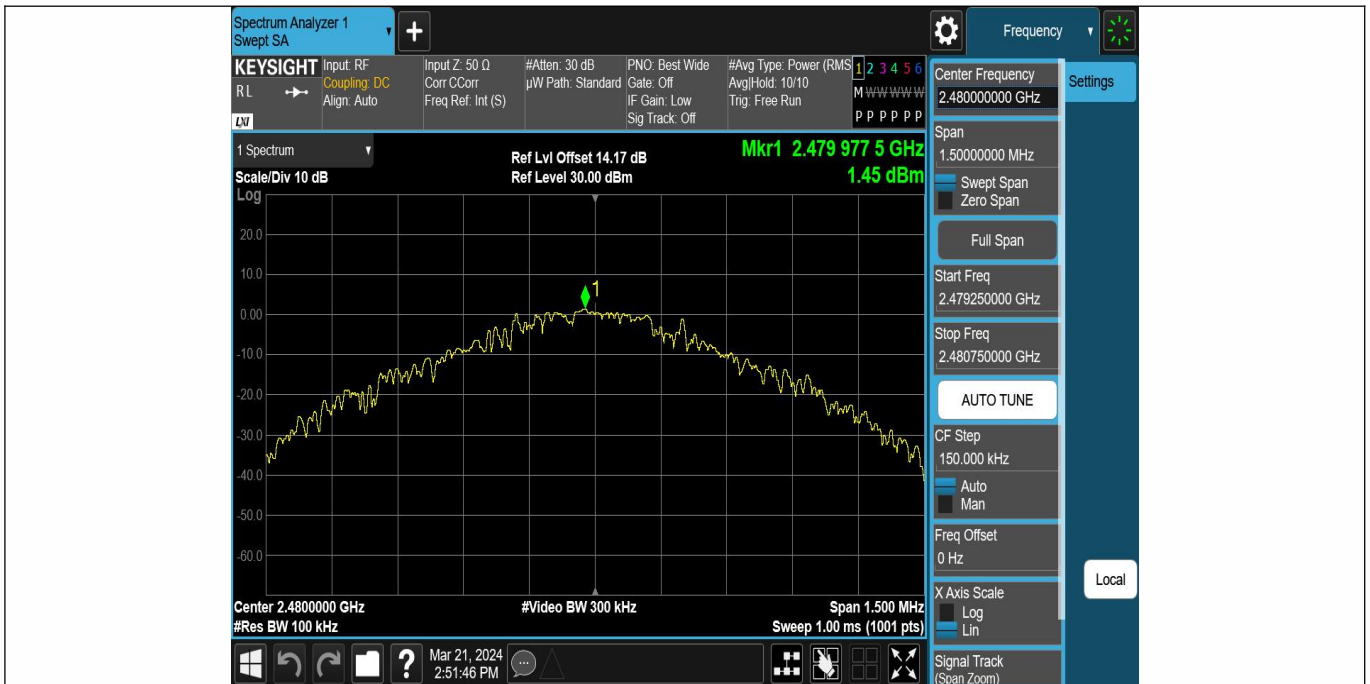 Spectrum Analyzer 1
Swept SA
+
Frequency
KEYSIGHT
RL
LXI
Input: RF
Coupling: DC
Align: Auto
Input Z: 50 Ω
Corr CCorr
Freq Ref: Int (S)
#Atten: 30 dB
µW Path: Standard
PNO: Best Wide
Gate: Off
IF Gain: Low
Sig Track: Off
#Avg Type: Power (RMS
Avg|Hold: 10/10
Trig: Free Run
1 2 3 4 5 6
M W W W W W
P P P P P P
1 Spectrum
Scale/Div 10 dB
Ref Lvl Offset 14.17 dB
Ref Level 30.00 dBm
Mkr1 2.479 977 5 GHz
1.45 dBm
Log
20.0
10.0
0.00
-10.0
-20.0
-30.0
-40.0
-50.0
-60.0
1
Center 2.4800000 GHz
#Res BW 100 kHz
#Video BW 300 kHz
Span 1.500 MHz
Sweep 1.00 ms (1001 pts)
Center Frequency
2.480000000 GHz
Settings
Span
1.50000000 MHz
Swept Span
Zero Span
Full Span
Start Freq
2.479250000 GHz
Stop Freq
2.480750000 GHz
AUTO TUNE
CF Step
150.000 kHz
Auto
Man
Freq Offset
0 Hz
X Axis Scale
Log
Lin
Local
Signal Track
(Span Zoom)
?
Mar 21, 2024
2:51:46 PM